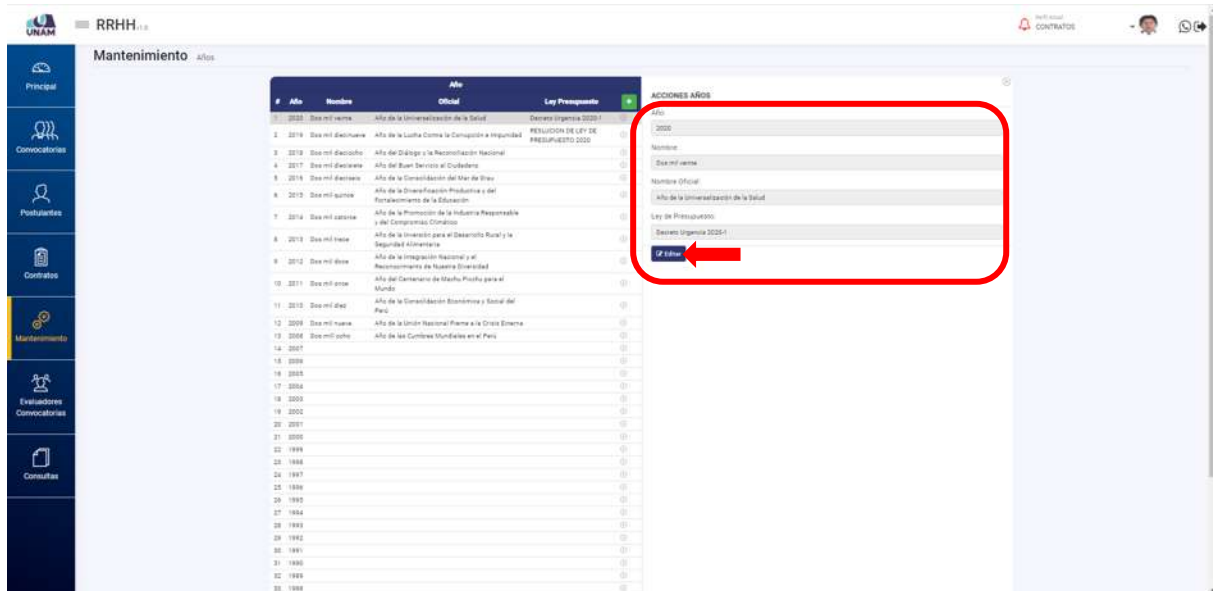 UNAM
RRHH
CONTRATOS
Mantenimiento Años
Principal
Convocatorias
Postulantes
Contratos
Mantenimiento
Evaluadores
Convocatorias
Consultas
Año
# Año Nombre Oficial Ley Presupuesto +
1 2020 Dos mil veinte Año de la Universalización de la Salud Decreto Urgencia 2020-1
2 2019 Dos mil diecinueve Año de la Lucha Contra la Corrupción e Impunidad RESLUCION DE LEY DE PRESUPUESTO 2020
3 2018 Dos mil dieciocho Año del Diálogo y la Reconciliación Nacional
4 2017 Dos mil diecisiete Año del Buen Servicio al Ciudadano
5 2016 Dos mil dieciseis Año de la Consolidación del Mar de Grau
6 2015 Dos mil quince Año de la Diversificación Productiva y del Fortalecimiento de la Educación
7 2014 Dos mil catorce Año de la Promoción de la Industria Responsable y del Compromiso Climático
8 2013 Dos mil trece Año de la Inversión para el Desarrollo Rural y la Seguridad Alimentaria
9 2012 Dos mil doce Año de la Integración Nacional y el Reconocimiento de Nuestra Diversidad
10 2011 Dos mil once Año del Centenario de Machu Picchu para el Mundo
11 2010 Dos mil diez Año de la Consolidación Económica y Social del Perú
12 2009 Dos mil nueve Año de la Unión Nacional Frente a la Crisis Externa
13 2008 Dos mil ocho Año de las Cumbres Mundiales en el Perú
14 2007
15 2006
16 2005
17 2004
18 2003
19 2002
20 2001
21 2000
22 1999
23 1998
24 1997
25 1996
26 1995
27 1994
28 1993
29 1992
30 1991
31 1990
32 1989
33 1988
ACCIONES AÑOS
Año:
2020
Nombre:
Dos mil veinte
Nombre Oficial:
Año de la Universalización de la Salud
Ley de Presupuesto:
Decreto Urgencia 2020-1
Editar